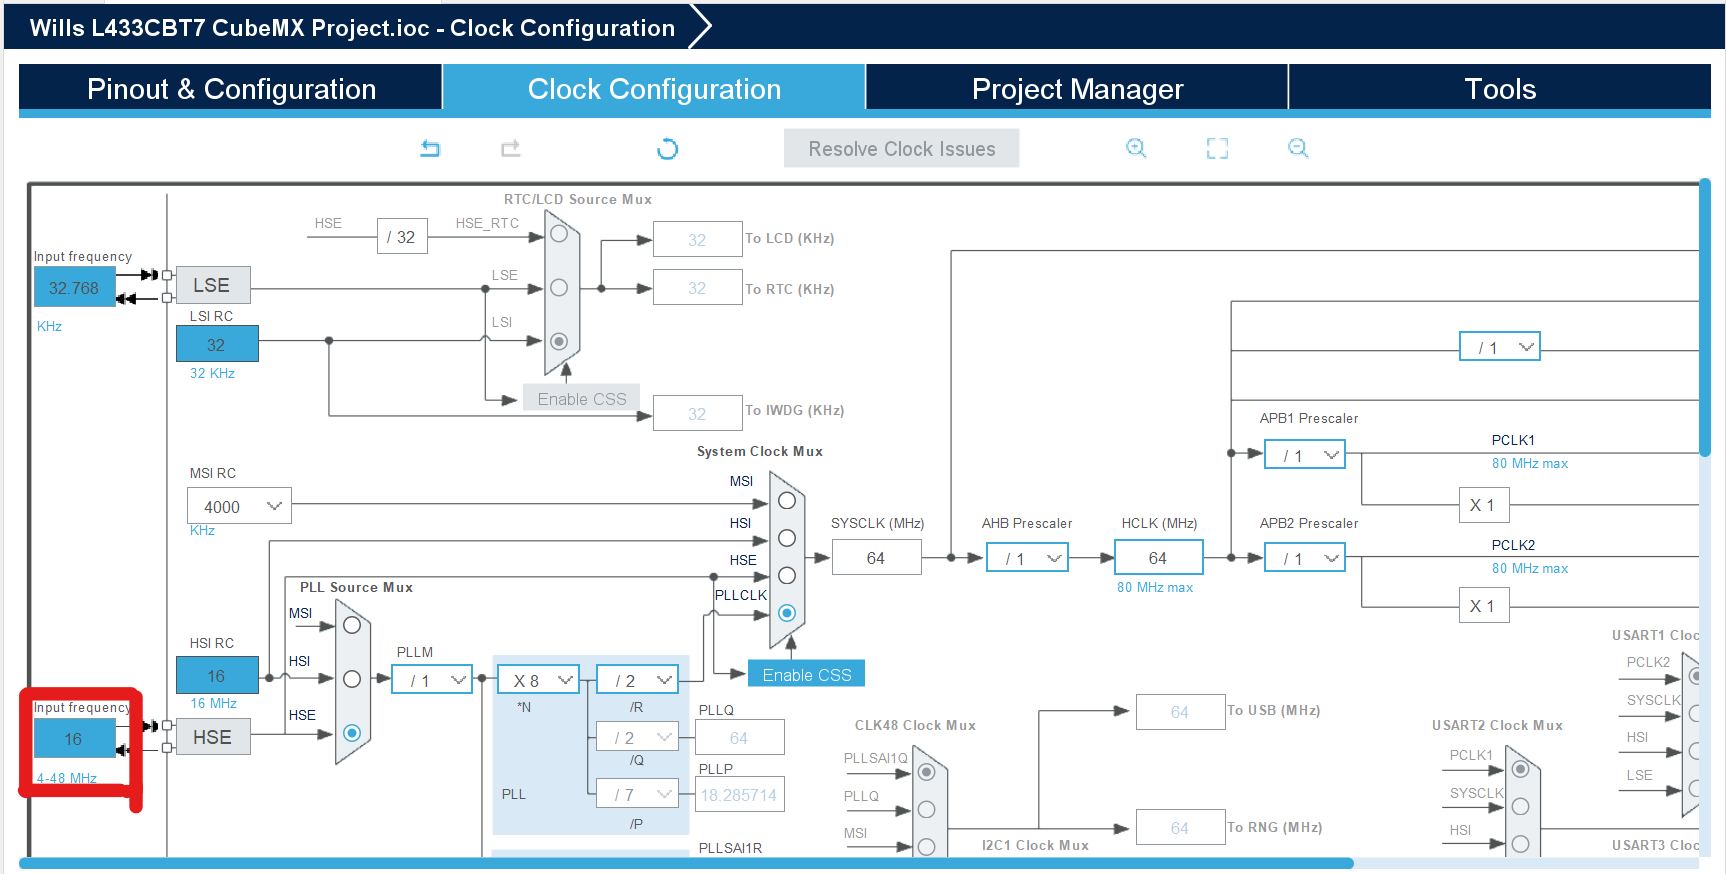 Wills L433CBT7 CubeMX Project.ioc - Clock Configuration
Pinout & Configuration
Clock Configuration
Project Manager
Tools
Resolve Clock Issues
RTC/LCD Source Mux
HSE
/ 32
HSE_RTC
32
To LCD (KHz)
Input frequency
32.768
KHz
LSE
LSE
32
To RTC (KHz)
LSI RC
32
32 KHz
LSI
Enable CSS
32
To IWDG (KHz)
/ 1
APB1 Prescaler
/ 1
PCLK1
80 MHz max
X 1
System Clock Mux
MSI RC
4000
KHz
MSI
HSI
HSE
PLLCLK
SYSCLK (MHz)
64
AHB Prescaler
/ 1
HCLK (MHz)
64
80 MHz max
APB2 Prescaler
/ 1
PCLK2
80 MHz max
X 1
PLL Source Mux
MSI
HSI RC
16
16 MHz
HSI
HSE
PLLM
/ 1
X 8
*N
/ 2
/R
Enable CSS
Input frequency
16
4-48 MHz
HSE
/ 2
/Q
PLLQ
64
/ 7
/P
PLLP
18.285714
PLL
PLLSAI1R
CLK48 Clock Mux
PLLSAI1Q
PLLQ
MSI
64
To USB (MHz)
64
To RNG (MHz)
I2C1 Clock Mux
USART1 Cloc
PCLK2
SYSCLK
HSI
LSE
USART2 Clock Mux
PCLK1
SYSCLK
HSI
USART3 Cloc